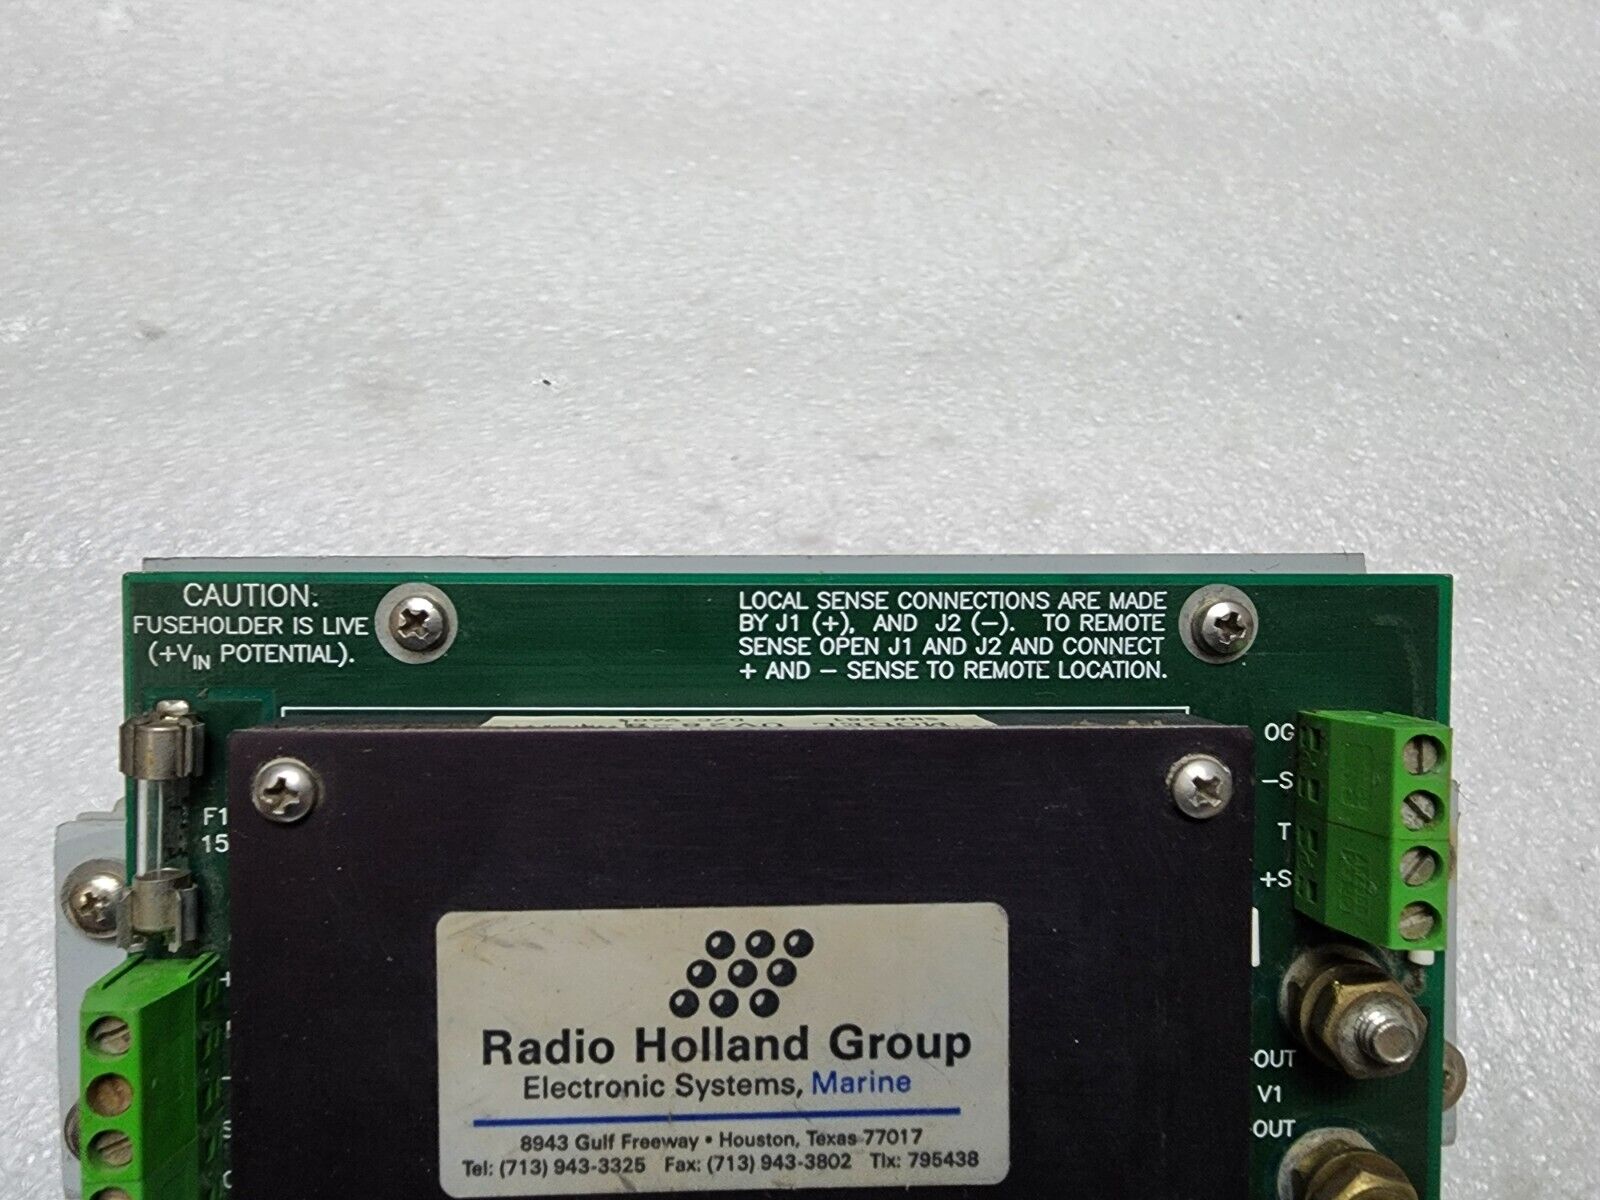 CAUTION:
FUSEHOLDER IS LIVE
(+VIN POTENTIAL).
LOCAL SENSE CONNECTIONS ARE MADE
BY J1 (+), AND J2 (−). TO REMOTE
SENSE OPEN J1 AND J2 AND CONNECT
+ AND − SENSE TO REMOTE LOCATION.
OG
−S
T
+S
F1
15
Radio Holland Group
Electronic Systems, Marine
8943 Gulf Freeway • Houston, Texas 77017
Tel: (713) 943-3325 Fax: (713) 943-3802 Tlx: 795438
OUT
V1
OUT